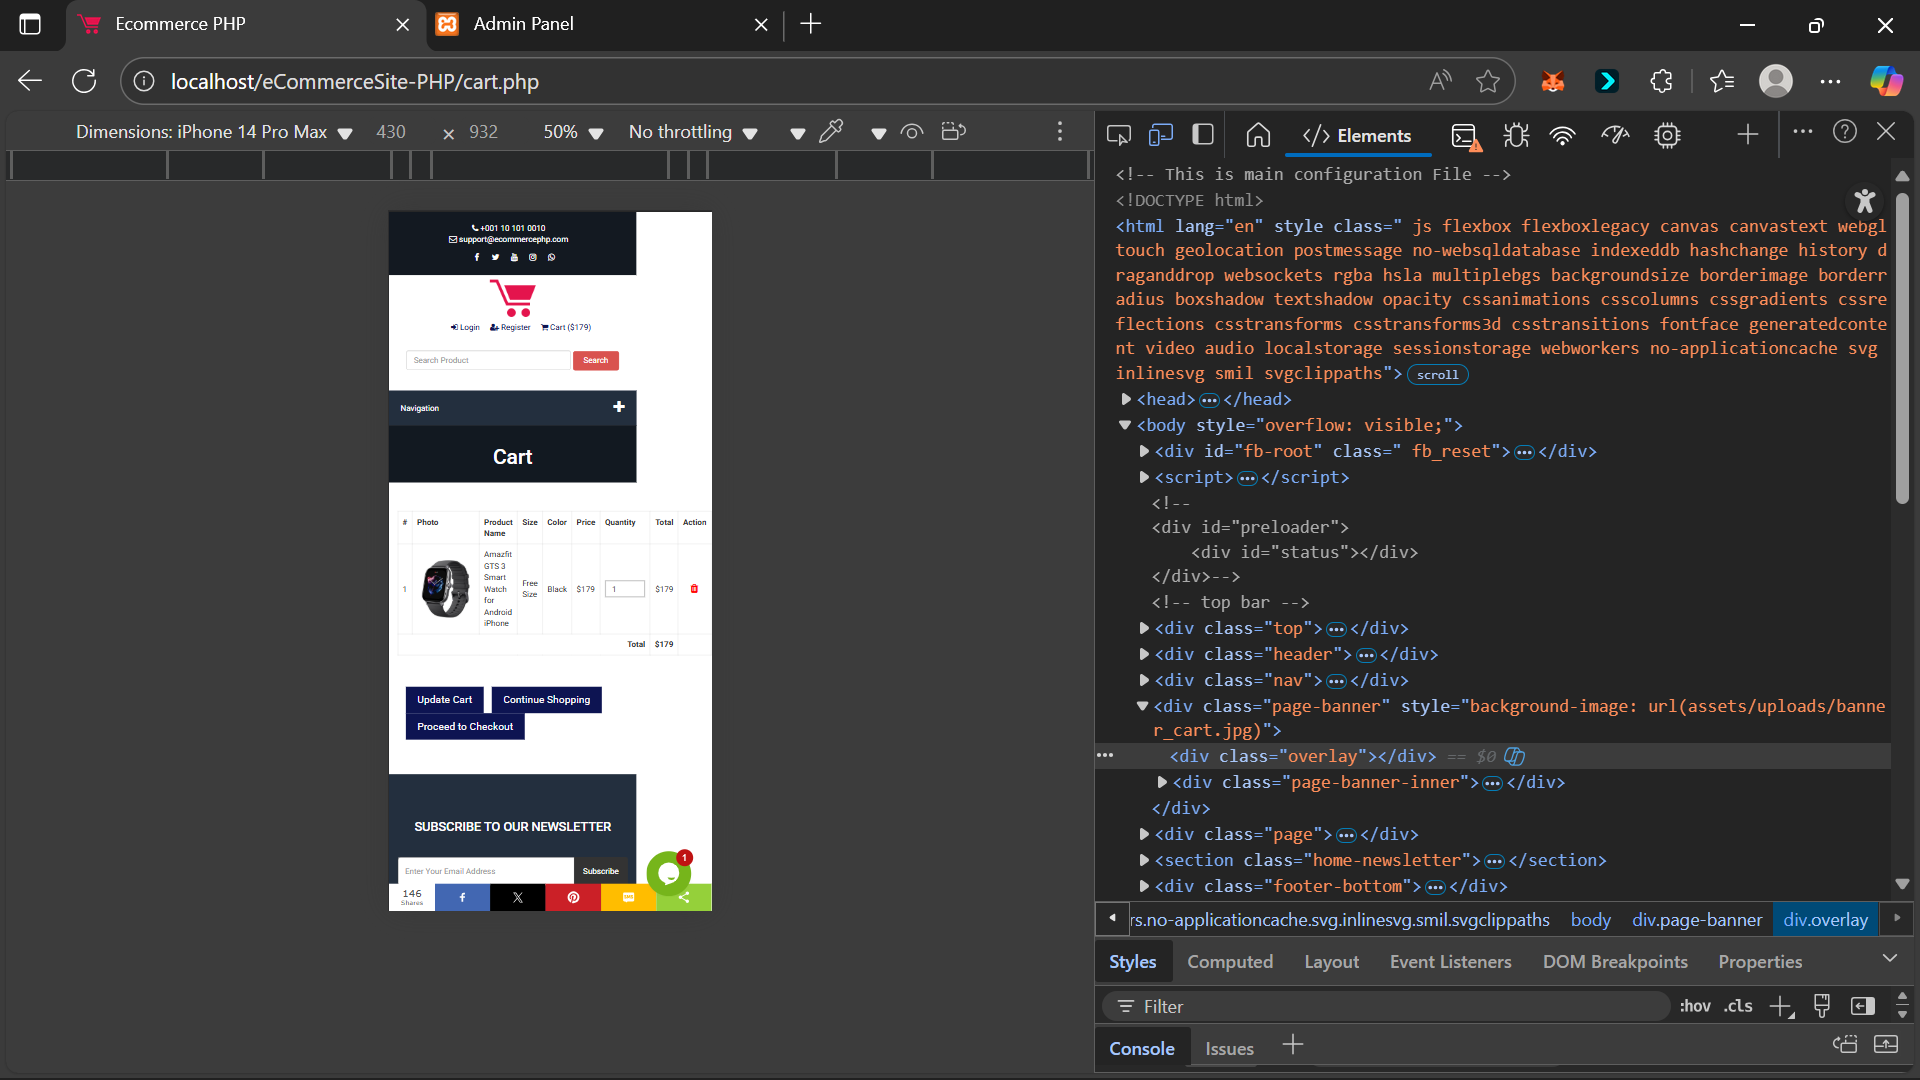 Ecommerce PHP
Admin Panel
localhost/eCommerceSite-PHP/cart.php
Dimensions: iPhone 14 Pro Max 430 × 932 50% No throttling
Elements
+001 10 101 0010
support@ecommercephp.com
Login Register Cart ($179)
Search Product Search
Navigation
Cart
# Photo Product Name Size Color Price Quantity Total Action
1 Amazfit GTS 3 Smart Watch for Android iPhone Free Size Black $179 1 $179
Total $179
Update Cart Continue Shopping
Proceed to Checkout
SUBSCRIBE TO OUR NEWSLETTER
Enter Your Email Address Subscribe
1
146
Shares
SMS
<!-- This is main configuration File -->
<!DOCTYPE html>
<html lang="en" style class=" js flexbox flexboxlegacy canvas canvastext webgl
touch geolocation postmessage no-websqldatabase indexeddb hashchange history d
raganddrop websockets rgba hsla multiplebgs backgroundsize borderimage borderr
adius boxshadow textshadow opacity cssanimations csscolumns cssgradients cssre
flections csstransforms csstransforms3d csstransitions fontface generatedconte
nt video audio localstorage sessionstorage webworkers no-applicationcache svg
inlinesvg smil svgclippaths"> scroll
<head> ••• </head>
<body style="overflow: visible;">
<div id="fb-root" class=" fb_reset"> ••• </div>
<script> ••• </script>
<!--
<div id="preloader">
<div id="status"></div>
</div>-->
<!-- top bar -->
<div class="top"> ••• </div>
<div class="header"> ••• </div>
<div class="nav"> ••• </div>
<div class="page-banner" style="background-image: url(assets/uploads/banne
r_cart.jpg)">
••• <div class="overlay"></div> == $0
<div class="page-banner-inner"> ••• </div>
</div>
<div class="page"> ••• </div>
<section class="home-newsletter"> ••• </section>
<div class="footer-bottom"> ••• </div>
rs.no-applicationcache.svg.inlinesvg.smil.svgclippaths body div.page-banner div.overlay
Styles Computed Layout Event Listeners DOM Breakpoints Properties
Filter :hov .cls
Console Issues